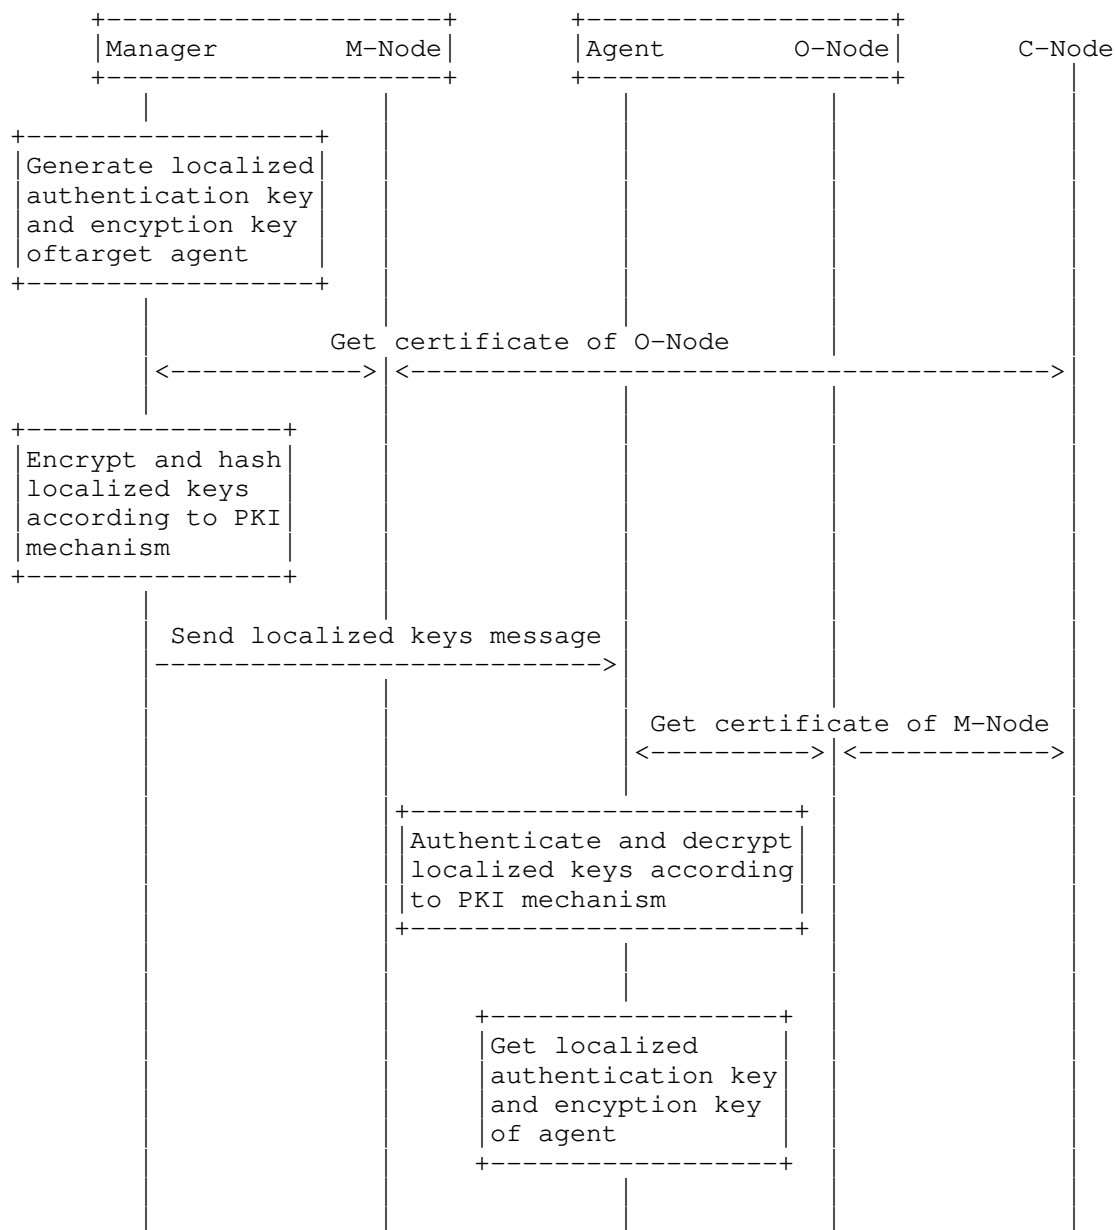 Manager M-Node Agent O-Node C-Node
Generate localized
authentication key
and encyption key
oftarget agent
Get certificate of O-Node
Encrypt and hash
localized keys
according to PKI
mechanism
Send localized keys message
Get certificate of M-Node
Authenticate and decrypt
localized keys according
to PKI mechanism
Get localized
authentication key
and encyption key
of agent